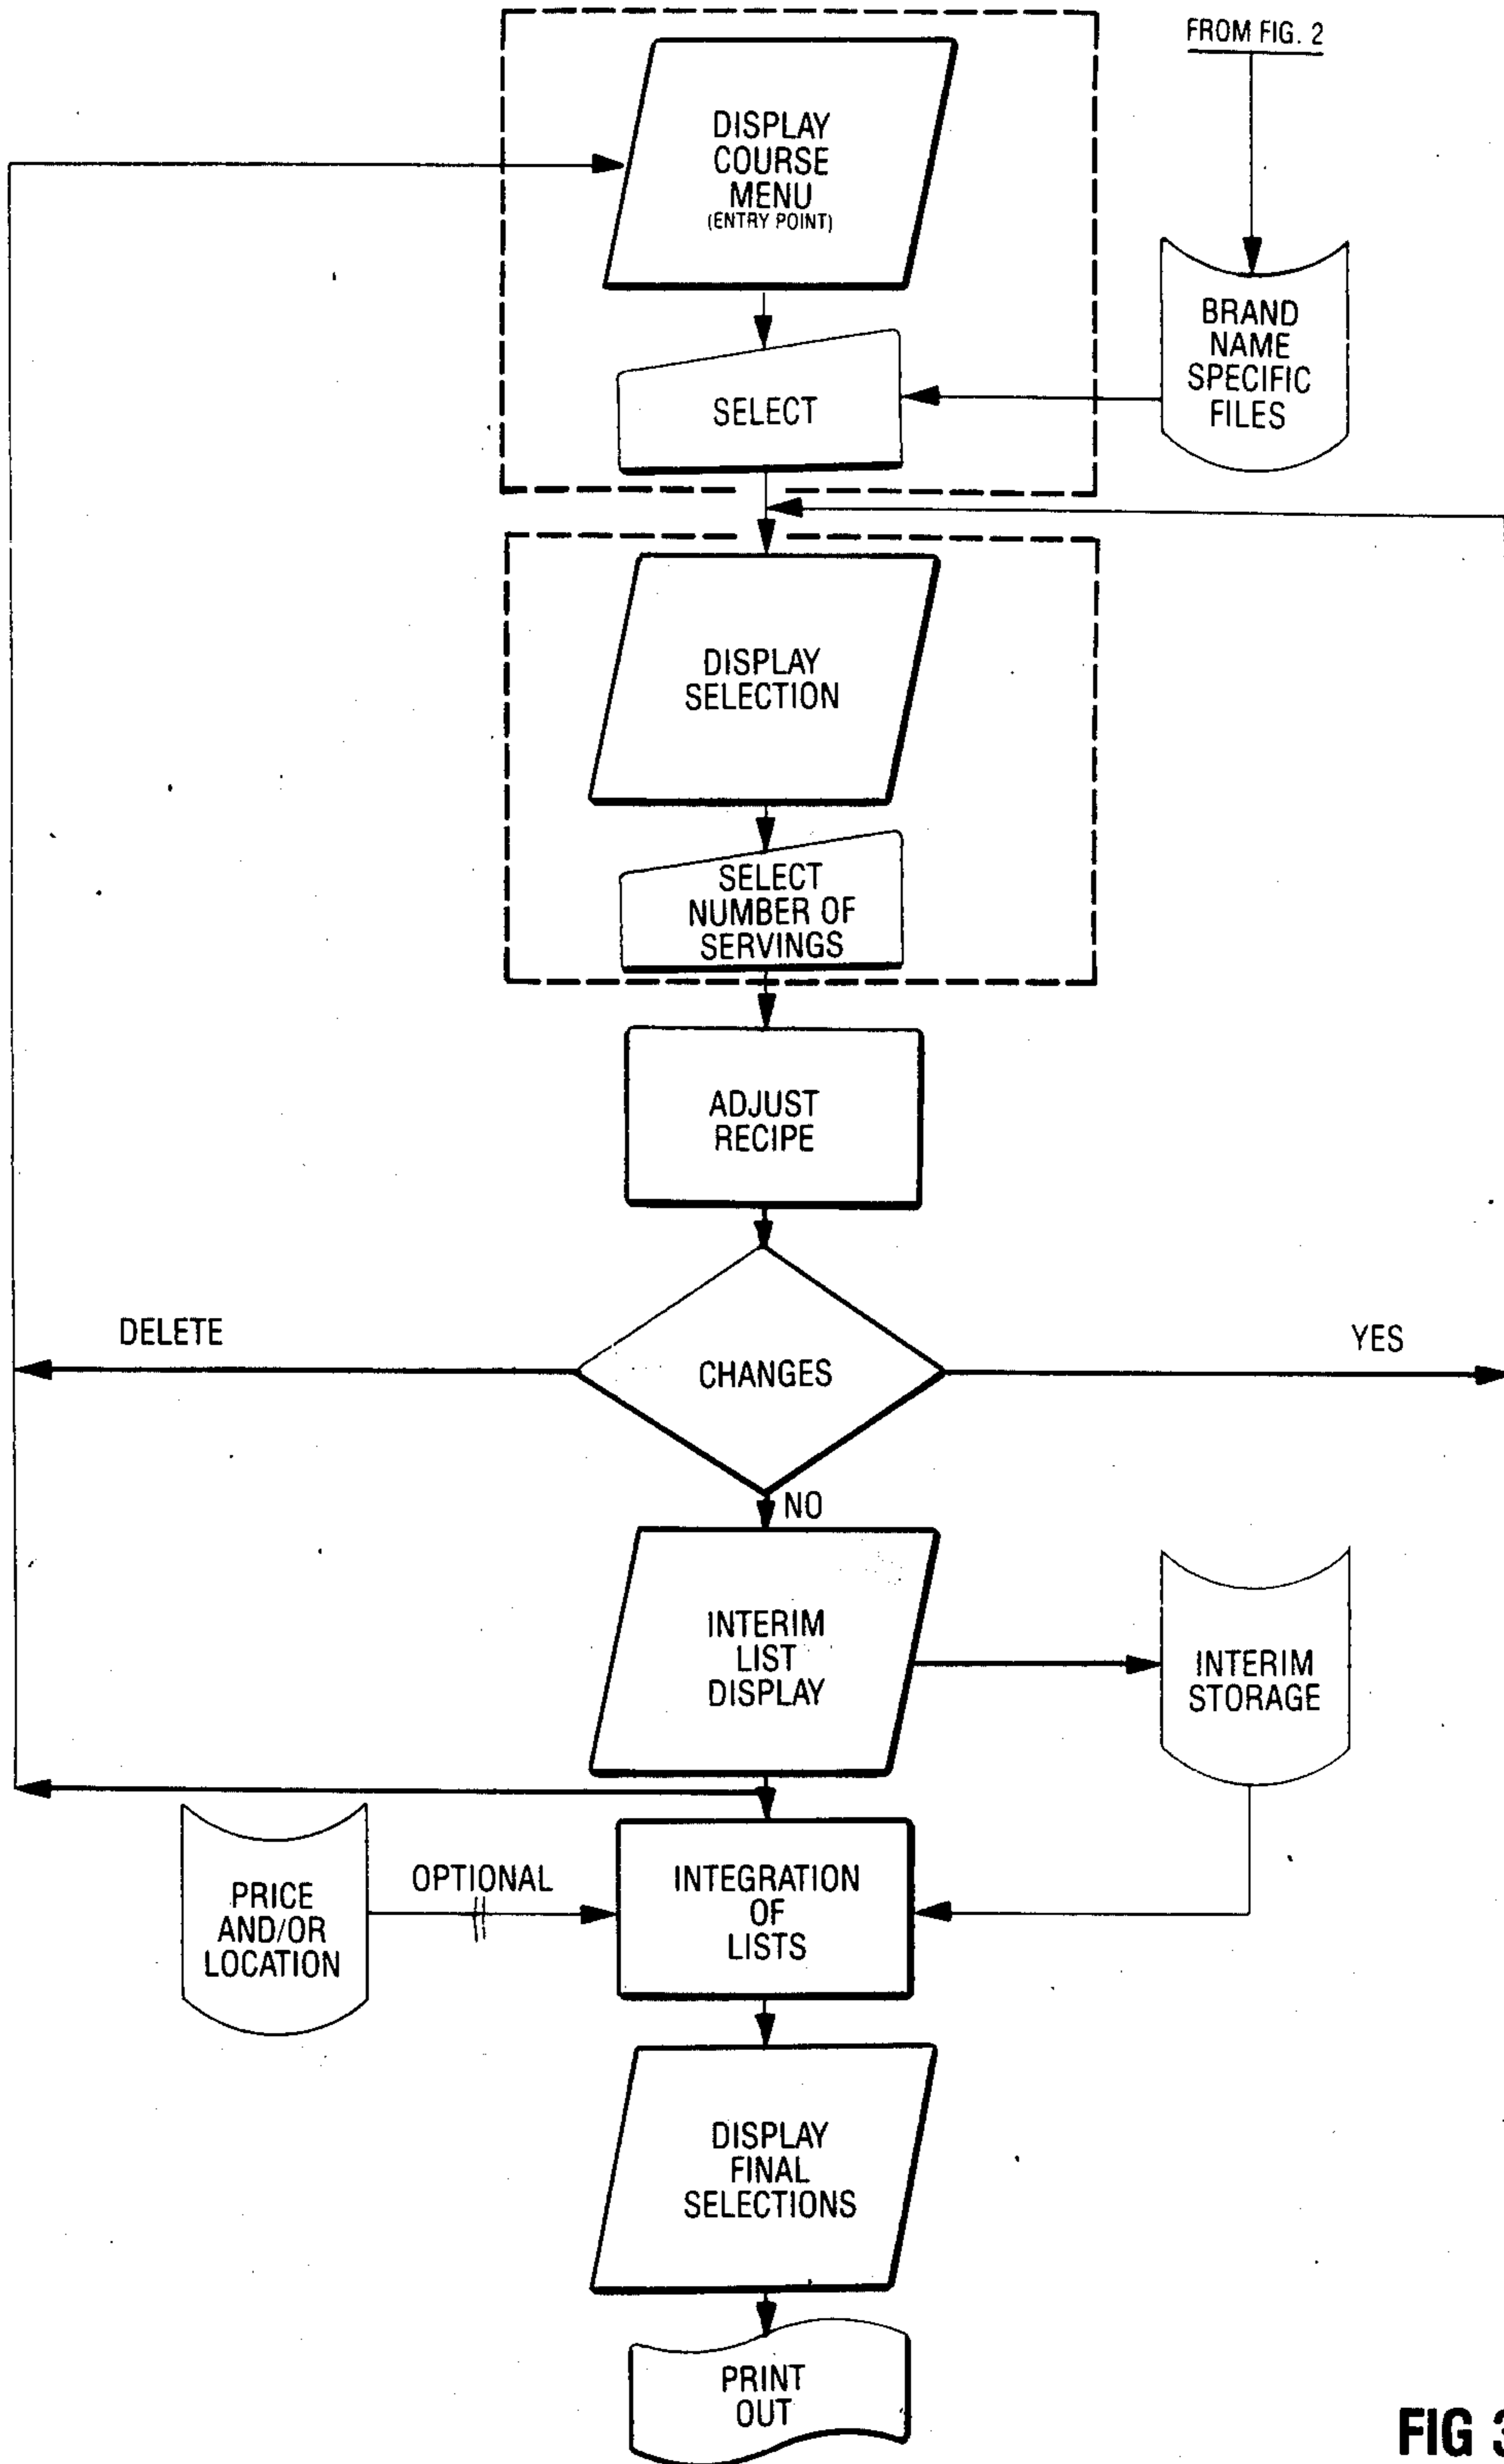 FROM FIG. 2
DISPLAY
COURSE
MENU
(ENTRY POINT)
BRAND
NAME
SPECIFIC
FILES
SELECT
DISPLAY
SELECTION
SELECT
NUMBER OF
SERVINGS
ADJUST
RECIPE
DELETE
CHANGES
YES
NO
INTERIM
LIST
DISPLAY
INTERIM
STORAGE
PRICE
AND/OR
LOCATION
OPTIONAL
INTEGRATION
OF
LISTS
DISPLAY
FINAL
SELECTIONS
PRINT
OUT
FIG 3